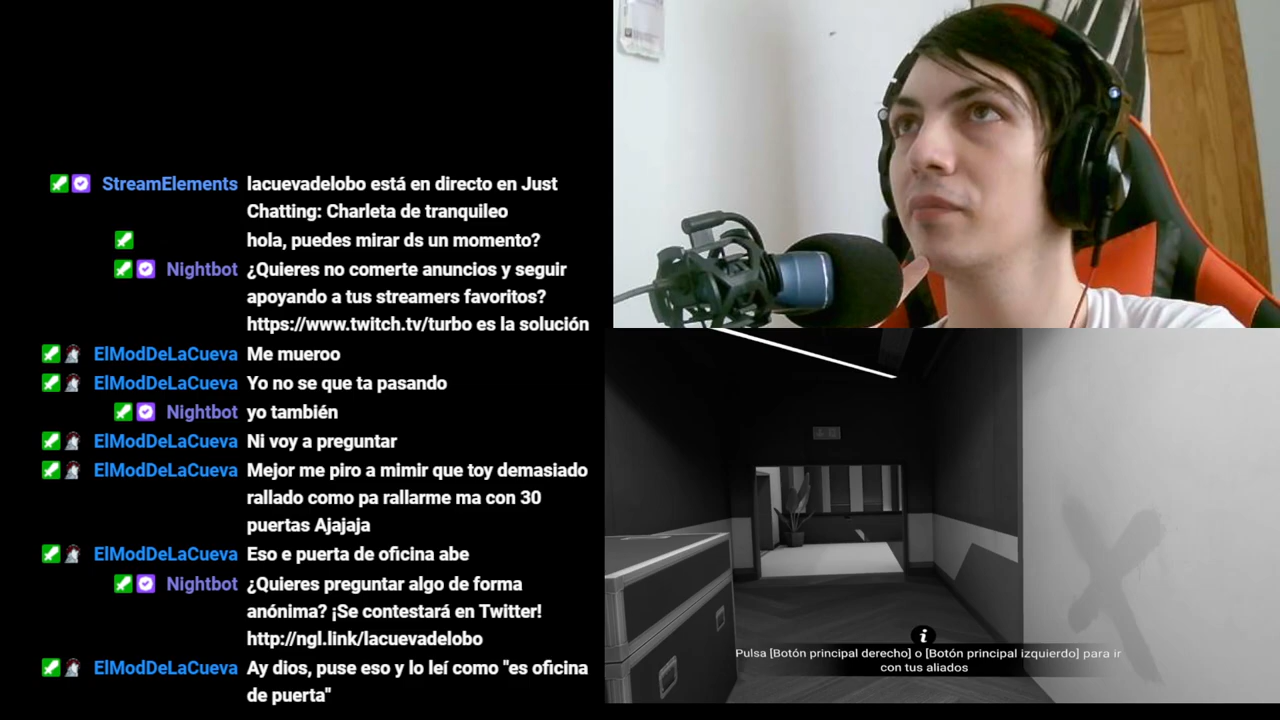 StreamElements lacuevadelobo está en directo en Just
Chatting: Charleta de tranquileo
hola, puedes mirar ds un momento?
Nightbot ¿Quieres no comerte anuncios y seguir
apoyando a tus streamers favoritos?
https://www.twitch.tv/turbo es la solución
ElModDeLaCueva Me mueroo
ElModDeLaCueva Yo no se que ta pasando
Nightbot yo también
ElModDeLaCueva Ni voy a preguntar
ElModDeLaCueva Mejor me piro a mimir que toy demasiado
rallado como pa rallarme ma con 30
puertas Ajajaja
ElModDeLaCueva Eso e puerta de oficina abe
Nightbot ¿Quieres preguntar algo de forma
anónima? ¡Se contestará en Twitter!
http://ngl.link/lacuevadelobo
ElModDeLaCueva Ay dios, puse eso y lo leí como "es oficina
de puerta"
Pulsa [Botón principal derecho] o [Botón principal izquierdo] para ir
con tus aliados